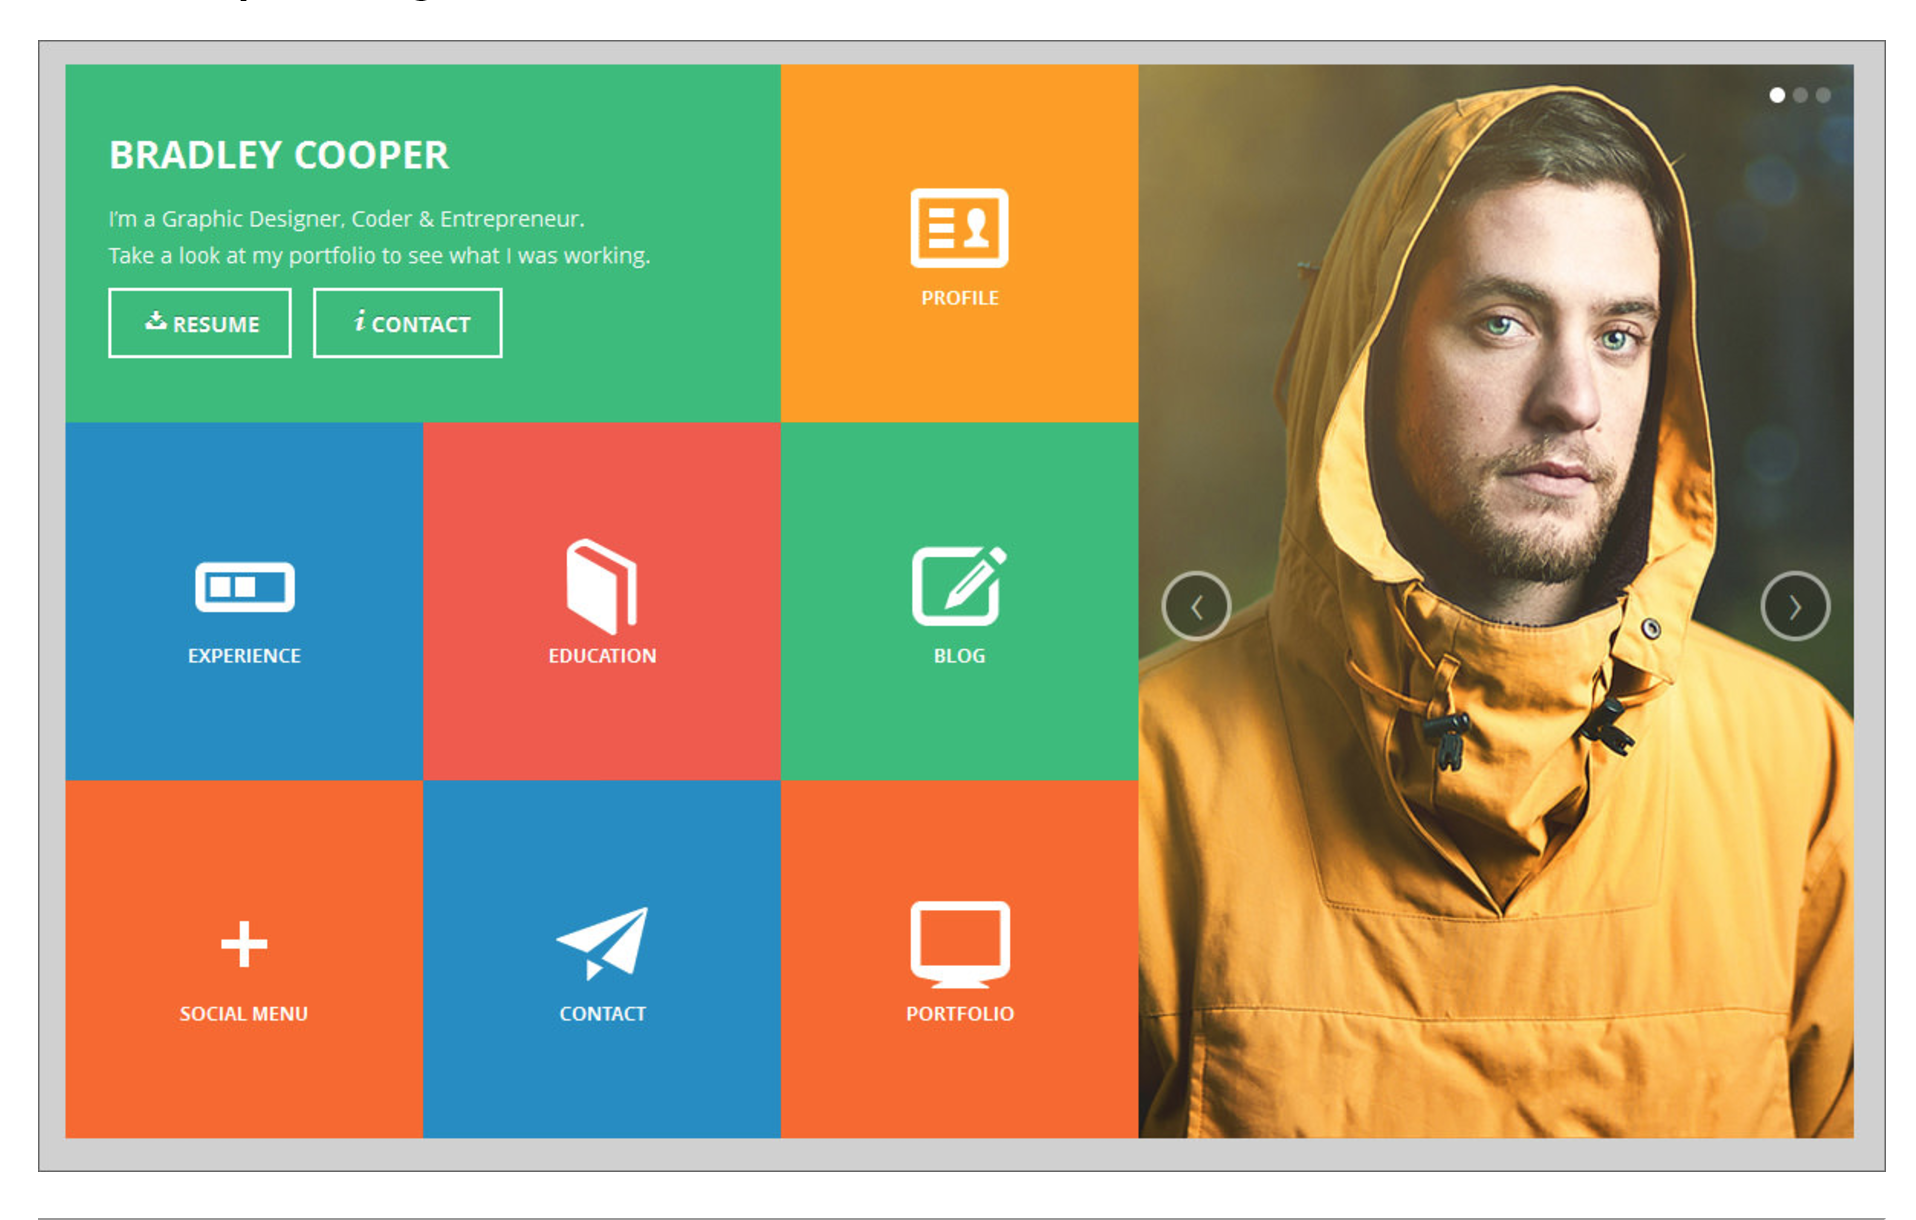 BRADLEY COOPER
I'm a Graphic Designer, Coder & Entrepreneur.
Take a look at my portfolio to see what I was working.
RESUME
i CONTACT
PROFILE
EXPERIENCE
EDUCATION
BLOG
SOCIAL MENU
CONTACT
PORTFOLIO